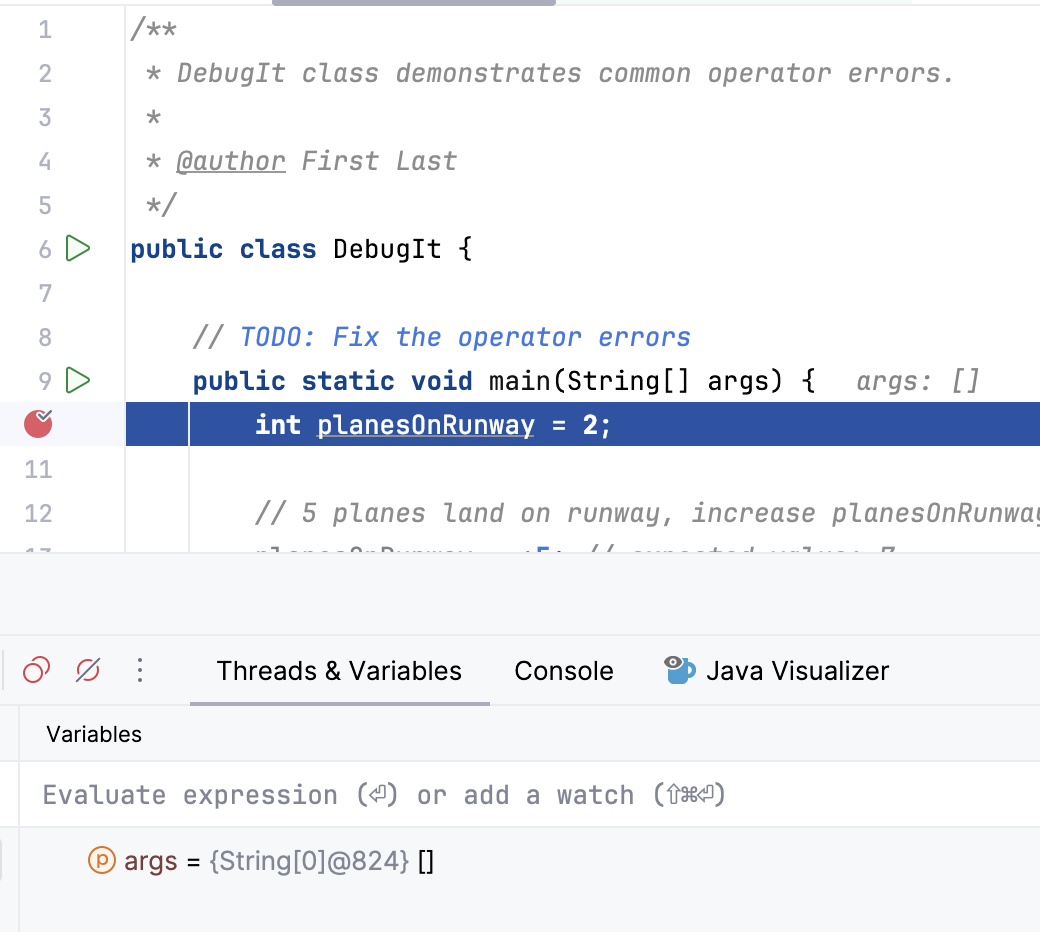 1 /**
2 * DebugIt class demonstrates common operator errors.
3 *
4 * @author First Last
5 */
6 public class DebugIt {
7
8 // TODO: Fix the operator errors
9 public static void main(String[] args) { args: []
int planesOnRunway = 2;
11
12 // 5 planes land on runway, increase planesOnRunway
Threads & Variables Console Java Visualizer
Variables
Evaluate expression (⏎) or add a watch (⇧⌘⏎)
p args = {String[0]@824} []